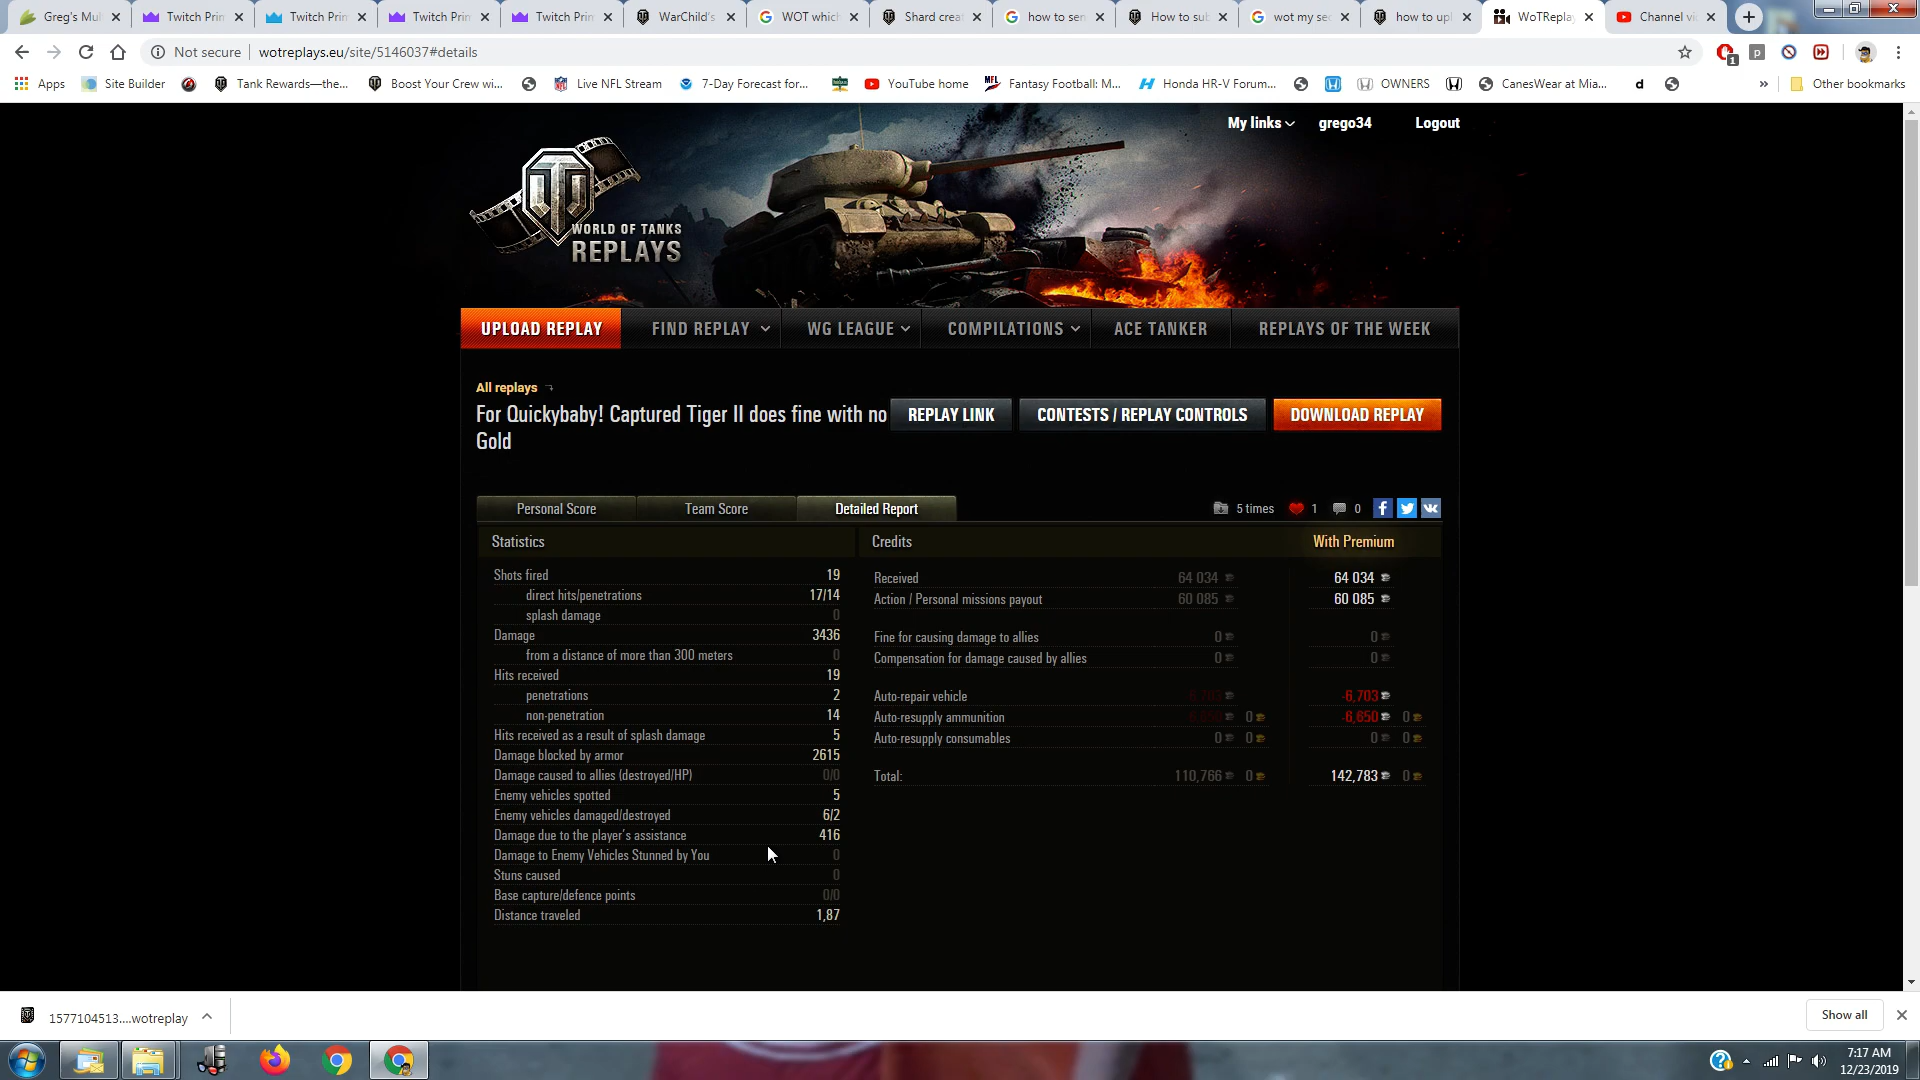 Greg's Mul
Twitch Prin
Twitch Prin
Twitch Prin
Twitch Prin
WarChild's
WOT which
Shard creat
how to sen
How to sub
wot my se
how to upl
WoTReplay
Channel vi
Not secure
wotreplays.eu/site/5146037#details
Apps
Site Builder
Tank Rewards—the...
Boost Your Crew wi...
Live NFL Stream
7-Day Forecast for...
YouTube home
Fantasy Football: M...
Honda HR-V Forum...
OWNERS
CanesWear at Mia...
d
»
Other bookmarks
My links
grego34
Logout
WORLD OF TANKS
REPLAYS
UPLOAD REPLAY
FIND REPLAY
WG LEAGUE
COMPILATIONS
ACE TANKER
REPLAYS OF THE WEEK
All replays
For Quickybaby! Captured Tiger II does fine with no
Gold
REPLAY LINK
CONTESTS / REPLAY CONTROLS
DOWNLOAD REPLAY
Personal Score
Team Score
Detailed Report
5 times
1
0
Statistics
Shots fired 19
direct hits/penetrations 17/14
splash damage 0
Damage 3436
from a distance of more than 300 meters 0
Hits received 19
penetrations 2
non-penetration 14
Hits received as a result of splash damage 5
Damage blocked by armor 2615
Damage caused to allies (destroyed/HP) 0/0
Enemy vehicles spotted 5
Enemy vehicles damaged/destroyed 6/2
Damage due to the player's assistance 416
Damage to Enemy Vehicles Stunned by You 0
Stuns caused 0
Base capture/defence points 0/0
Distance traveled 1,87
Credits With Premium
Received 64 034 64 034
Action / Personal missions payout 60 085 60 085
Fine for causing damage to allies 0 0
Compensation for damage caused by allies 0 0
Auto-repair vehicle -6,703 -6,703
Auto-resupply ammunition -6,650 0 -6,650 0
Auto-resupply consumables 0 0 0 0
Total: 110,766 0 142,783 0
1577104513....wotreplay
Show all
7:17 AM
12/23/2019